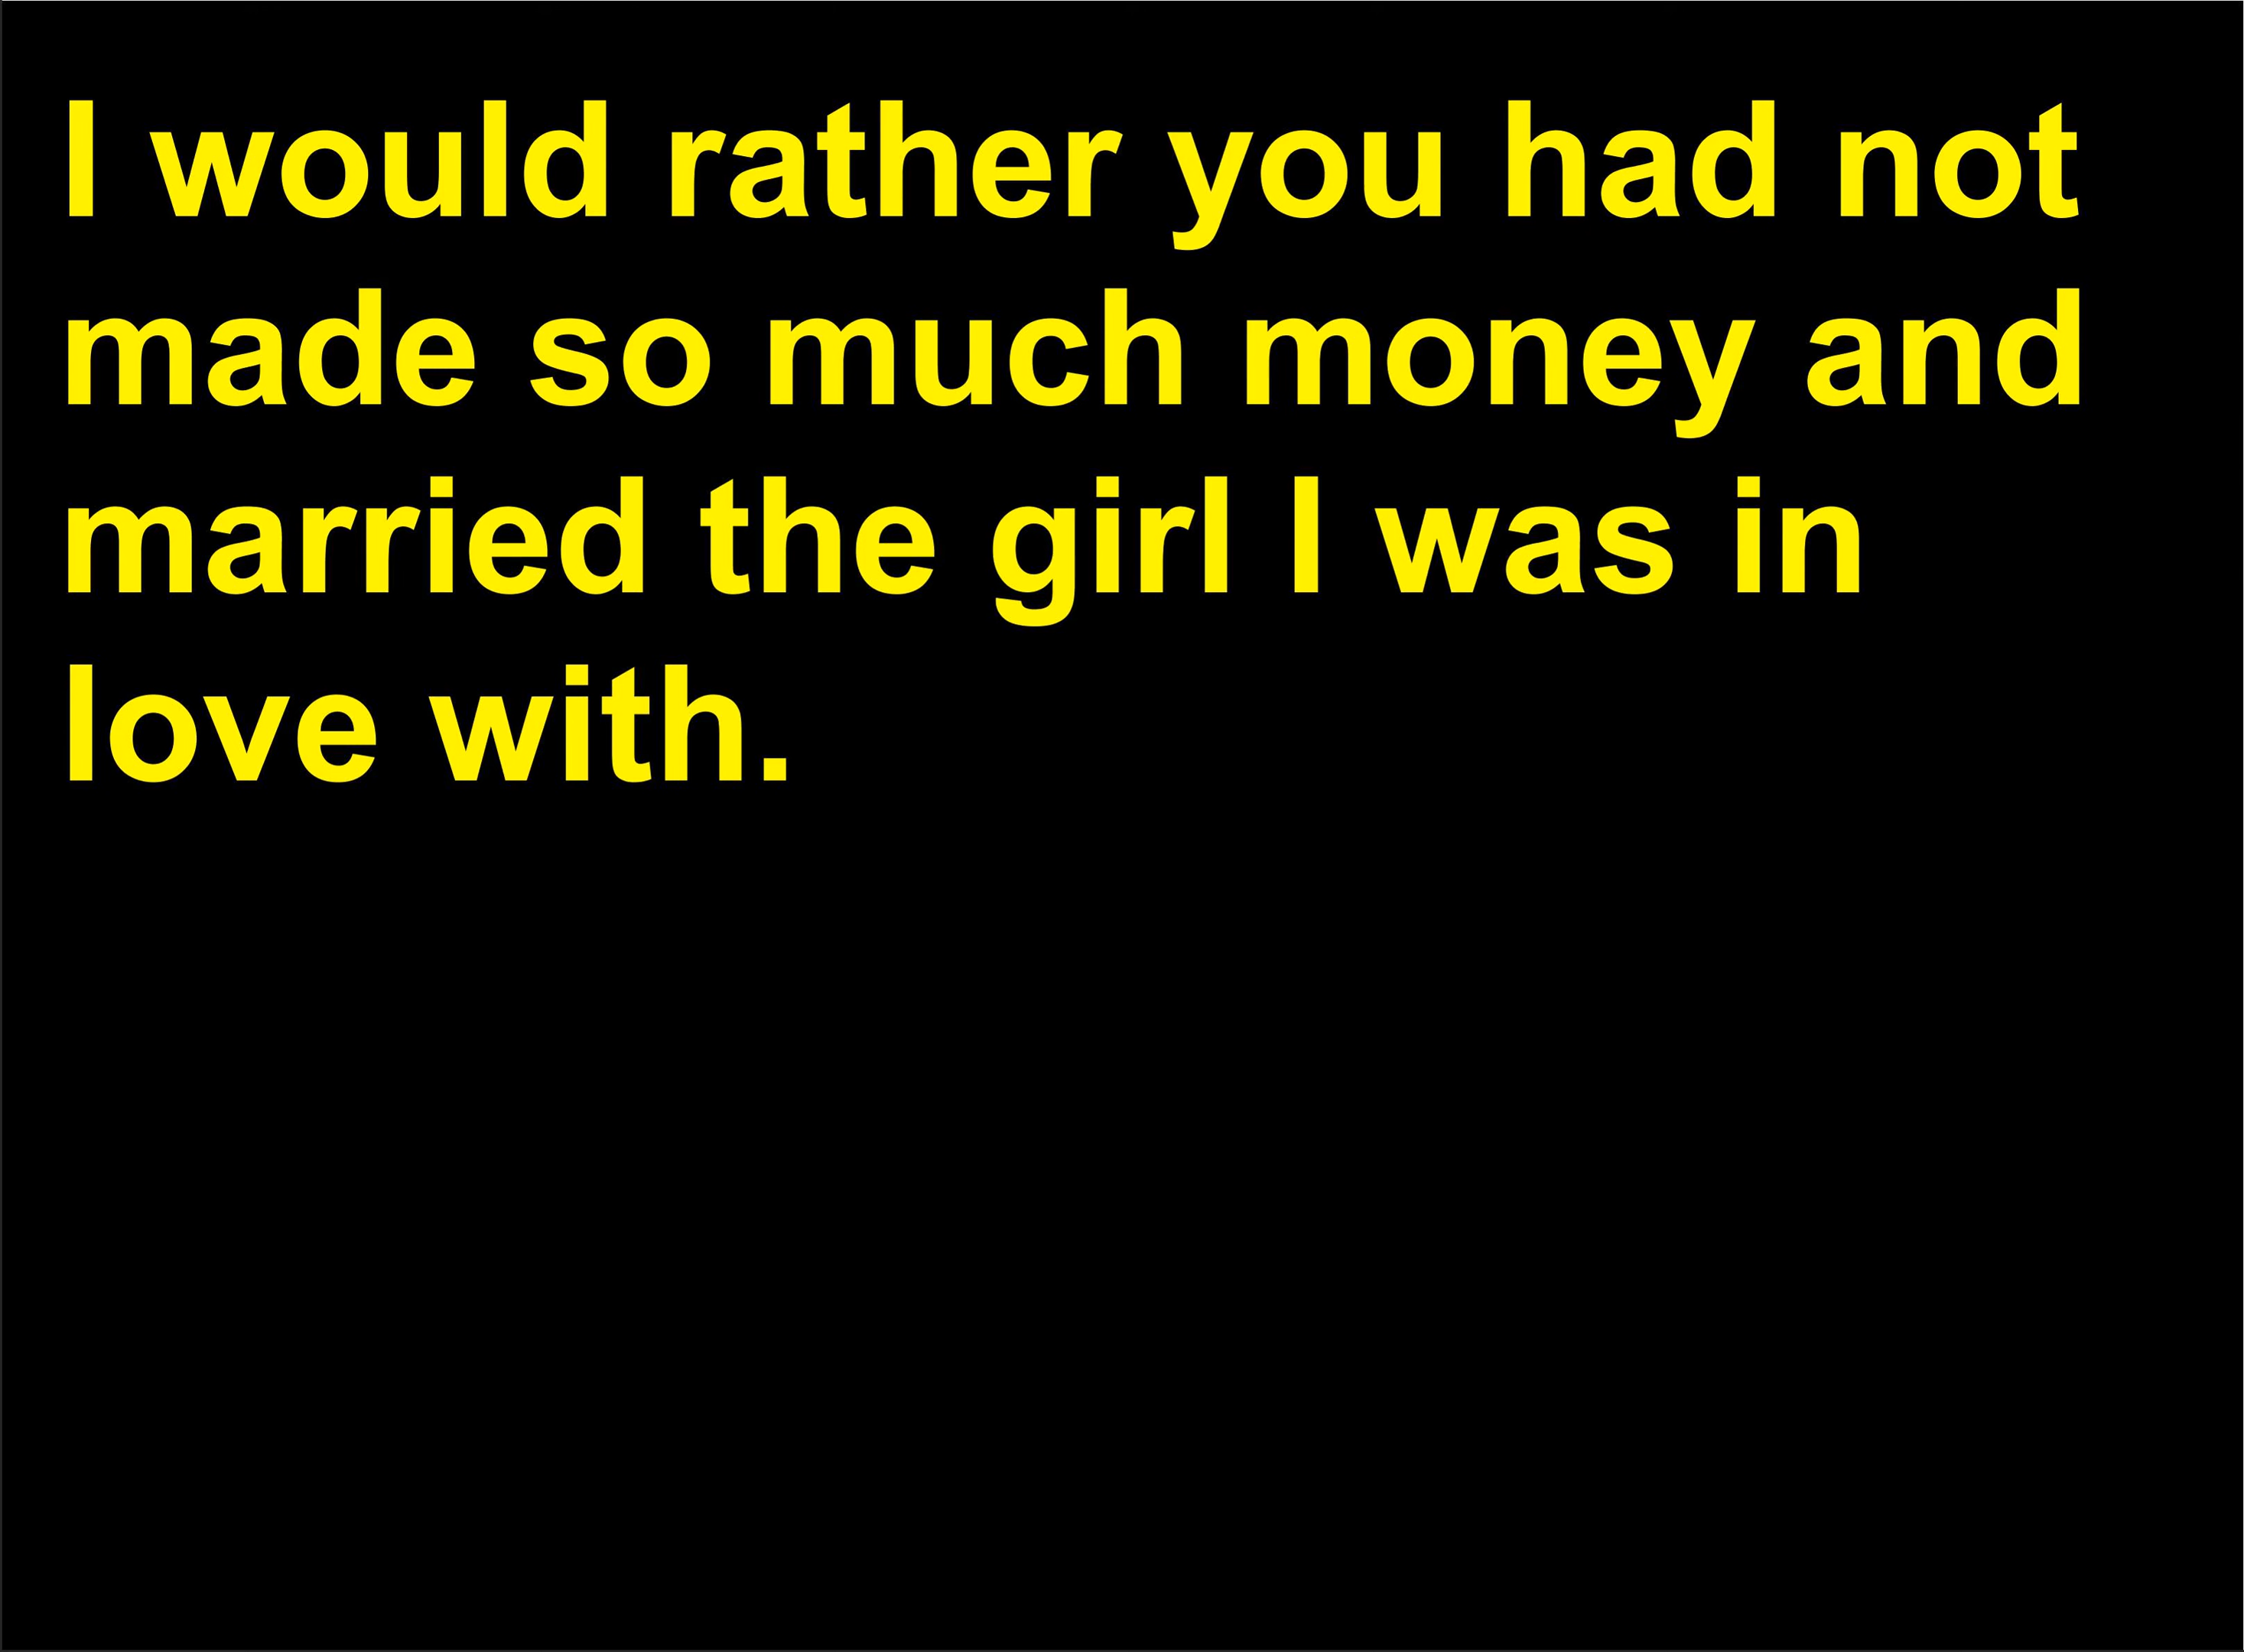 I would rather you had not
made so much money and
married the girl I was in
love with.